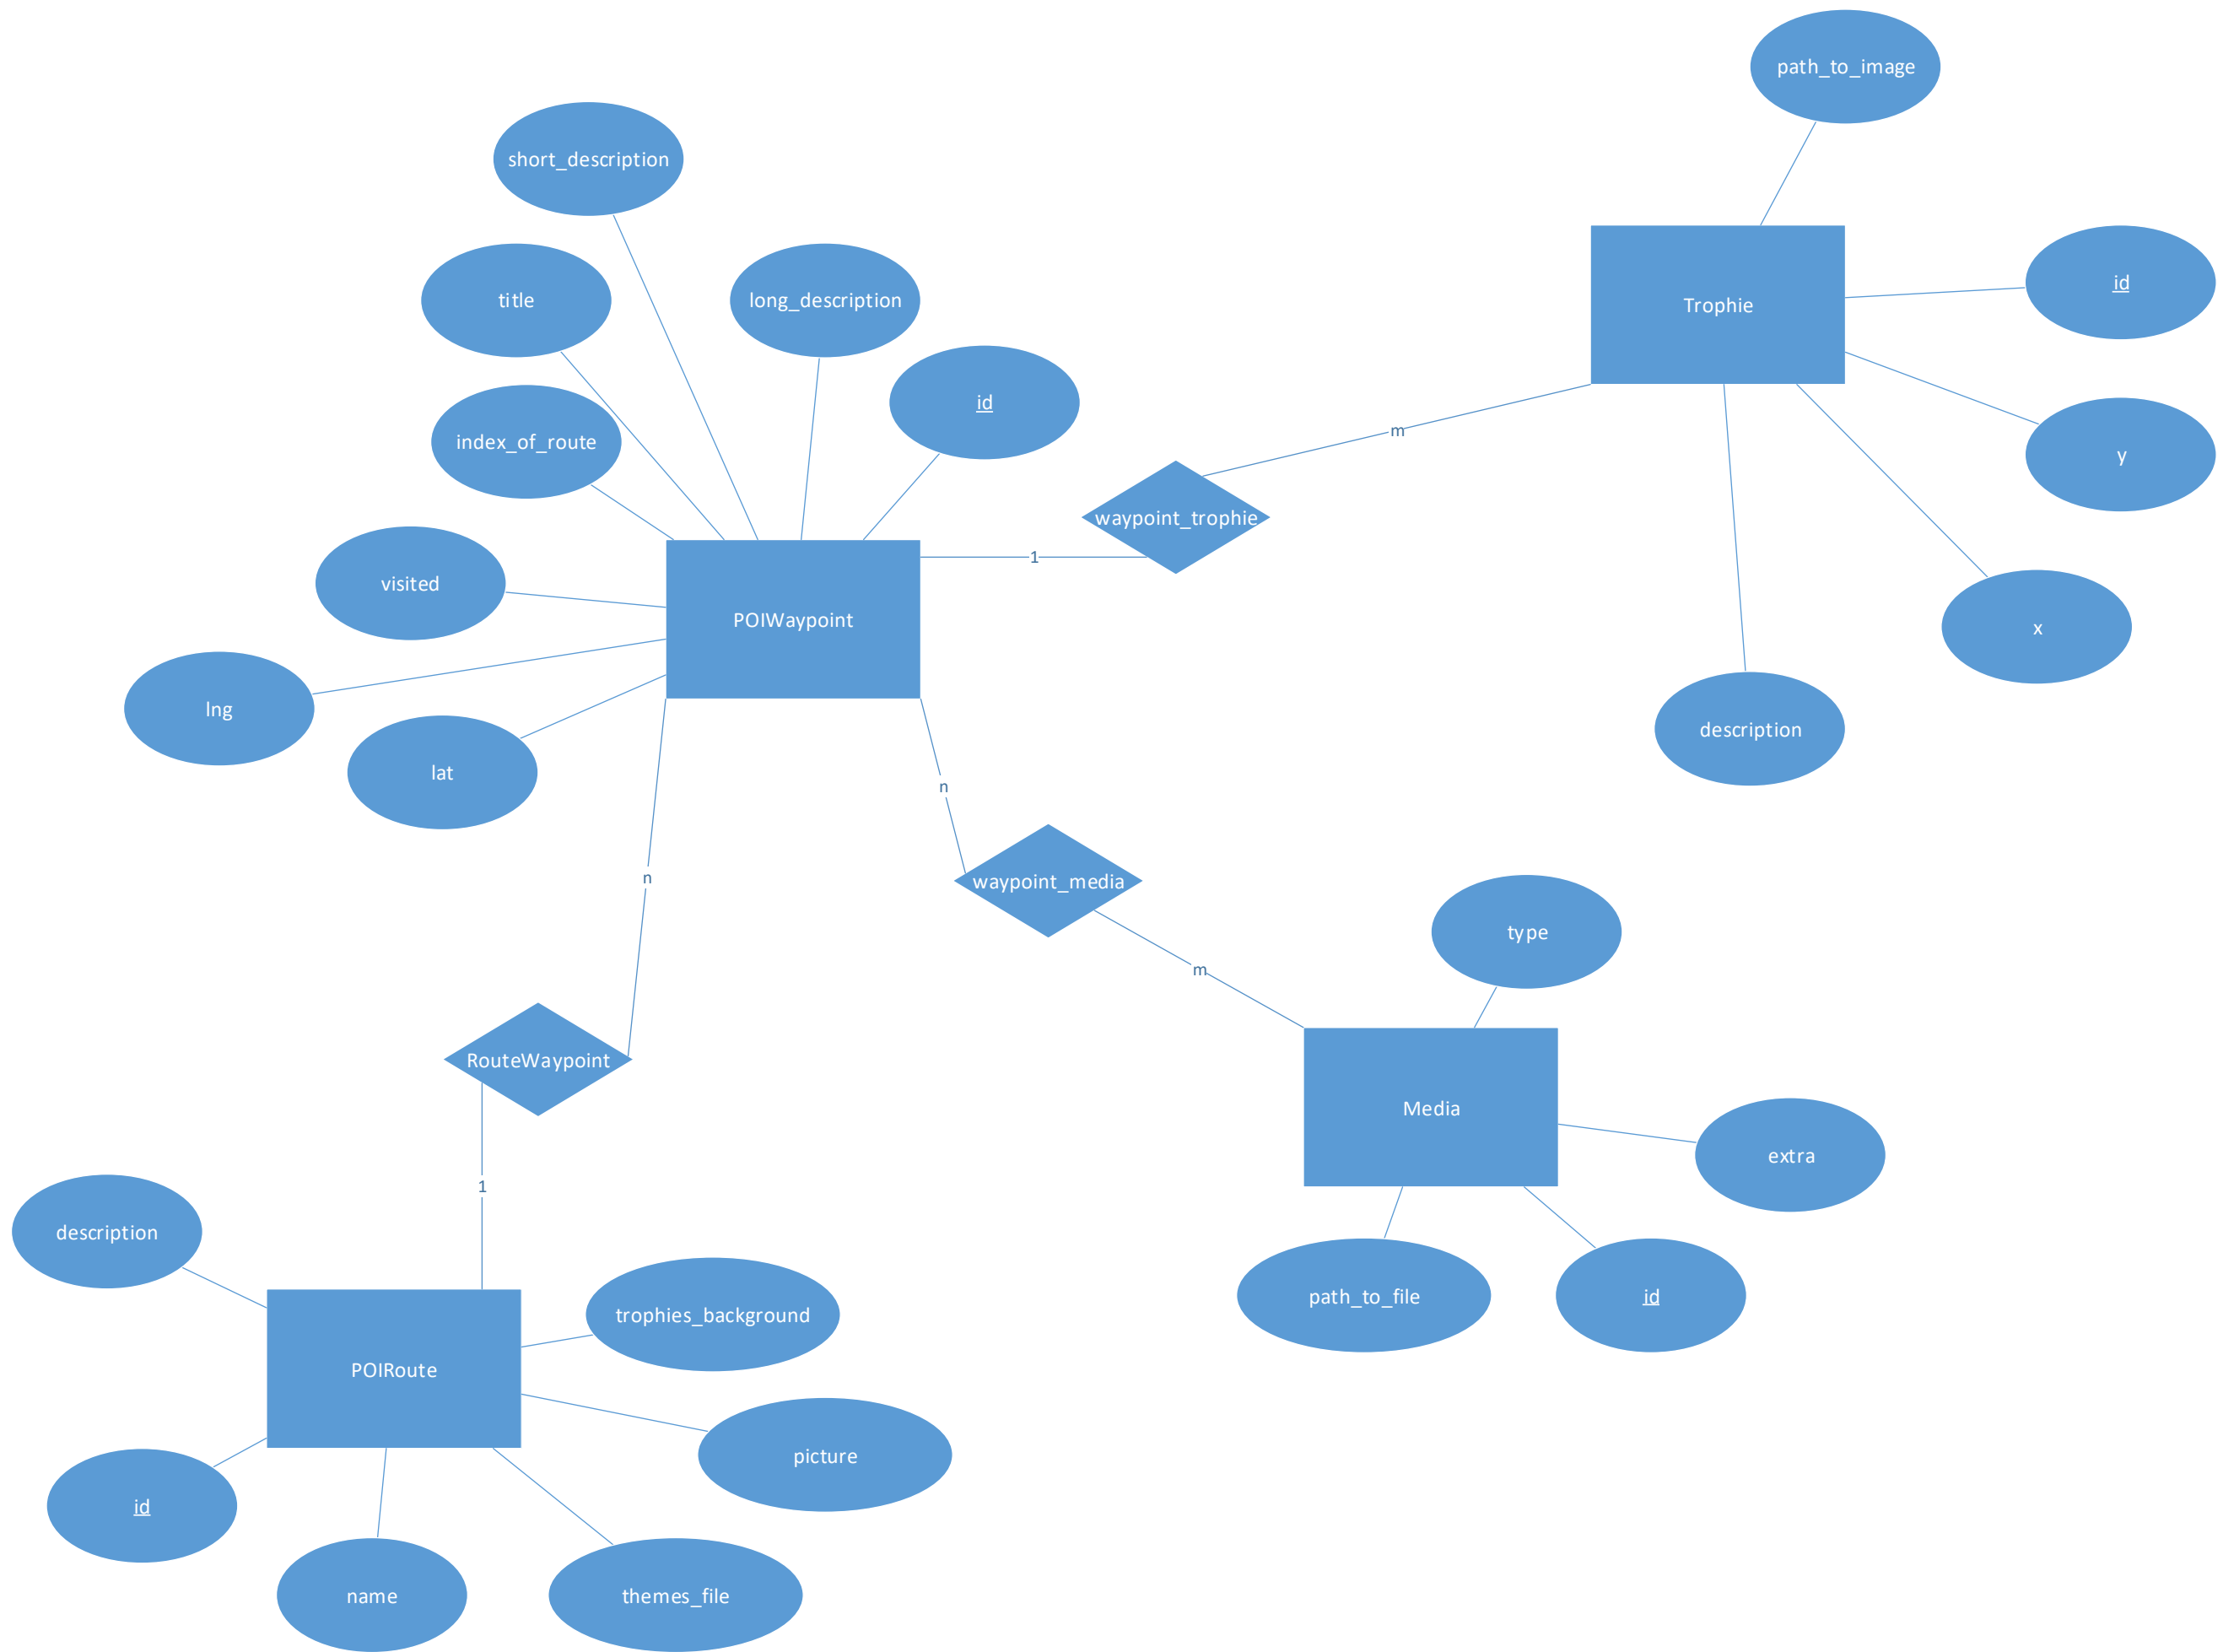 path_to_image
short_description
title
long_description
id
Trophie
id
index_of_route
y
m
waypoint_trophie
1
visited
POIWaypoint
x
lng
description
lat
n
n
waypoint_media
type
m
RouteWaypoint
Media
extra
1
description
path_to_file
id
trophies_background
POIRoute
picture
id
name
themes_file